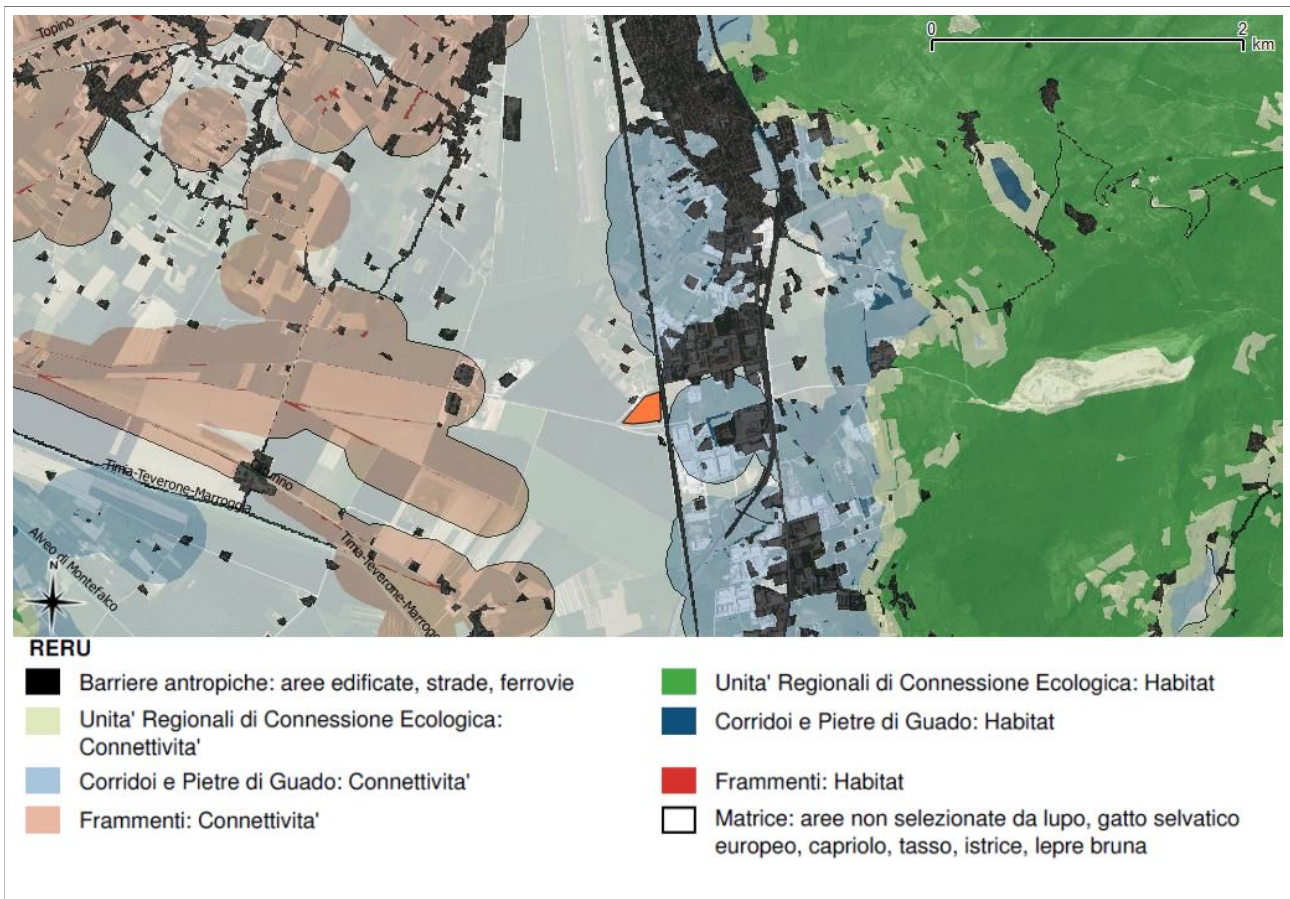 Topino
0
2
km
Timia-Teverone-Marroggia
Timia-Teverone-Marrogg
Alveo di Montefalco
N
RERU
Barriere antropiche: aree edificate, strade, ferrovie
Unita' Regionali di Connessione Ecologica:
Connettivita'
Corridoi e Pietre di Guado: Connettivita'
Frammenti: Connettivita'
Unita' Regionali di Connessione Ecologica: Habitat
Corridoi e Pietre di Guado: Habitat
Frammenti: Habitat
Matrice: aree non selezionate da lupo, gatto selvatico
europeo, capriolo, tasso, istrice, lepre bruna